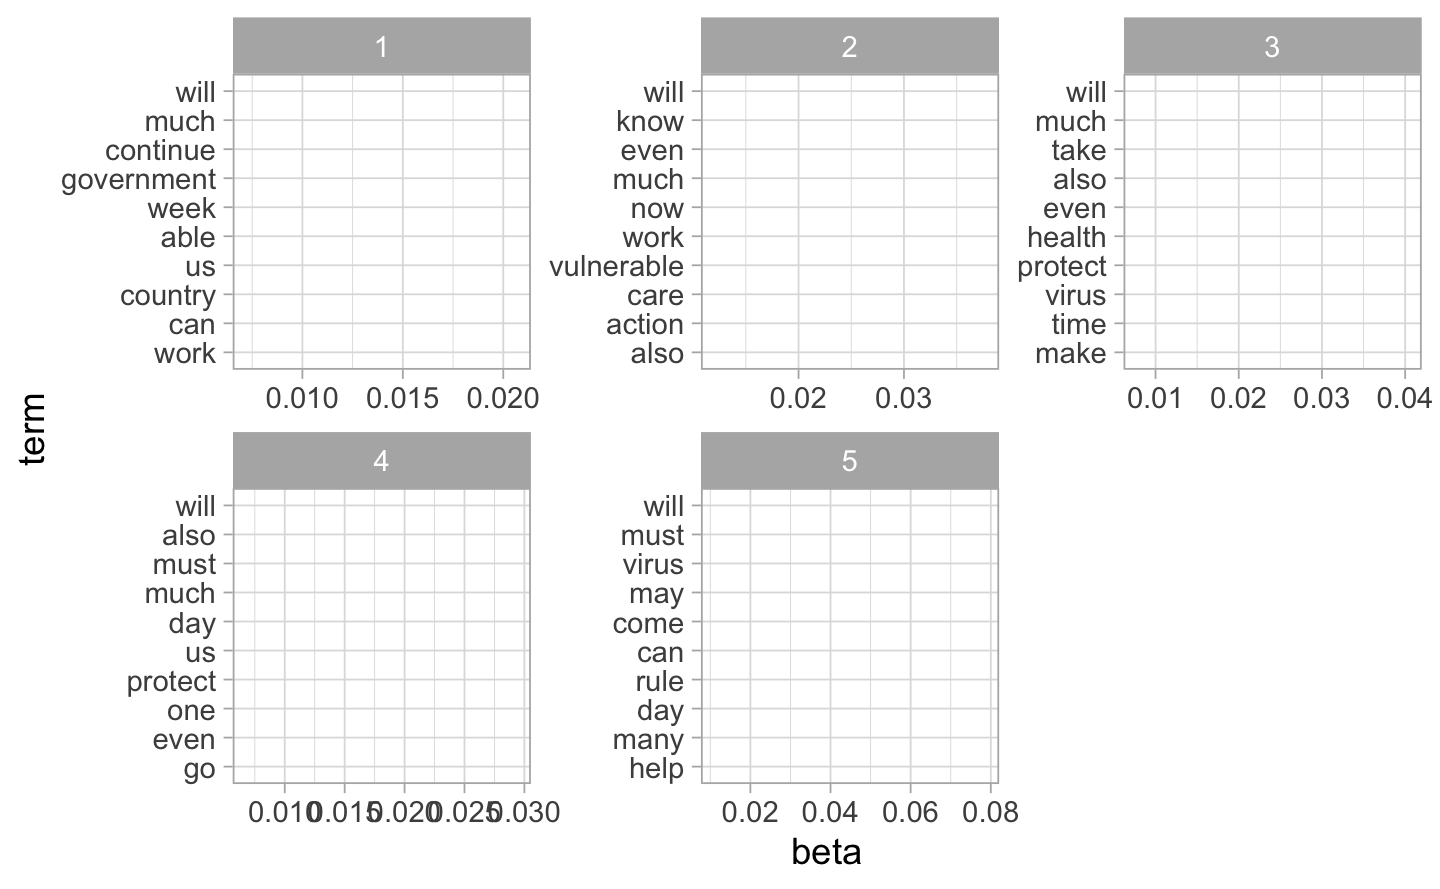 1
will
much
continue
government
week
able
us
country
can
work
0.010 0.015 0.020
2
will
know
even
much
now
work
vulnerable
care
action
also
0.02 0.03
3
will
much
take
also
even
health
protect
virus
time
make
0.01 0.02 0.03 0.04
term
4
will
also
must
much
day
us
protect
one
even
go
0.010 0.015 0.020 0.025 0.030
5
will
must
virus
may
come
can
rule
day
many
help
0.02 0.04 0.06 0.08
beta